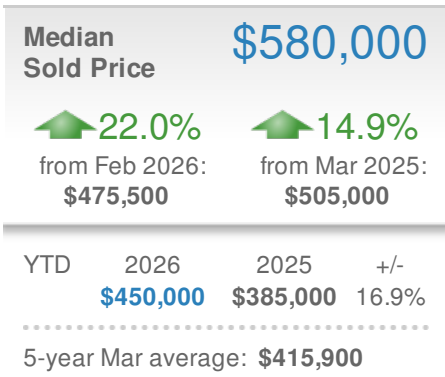 Median
Sold Price
$580,000
22.0%
from Feb 2026:
$475,500
14.9%
from Mar 2025:
$505,000
YTD 2026 2025 +/-
$450,000 $385,000 16.9%
5-year Mar average: $415,900